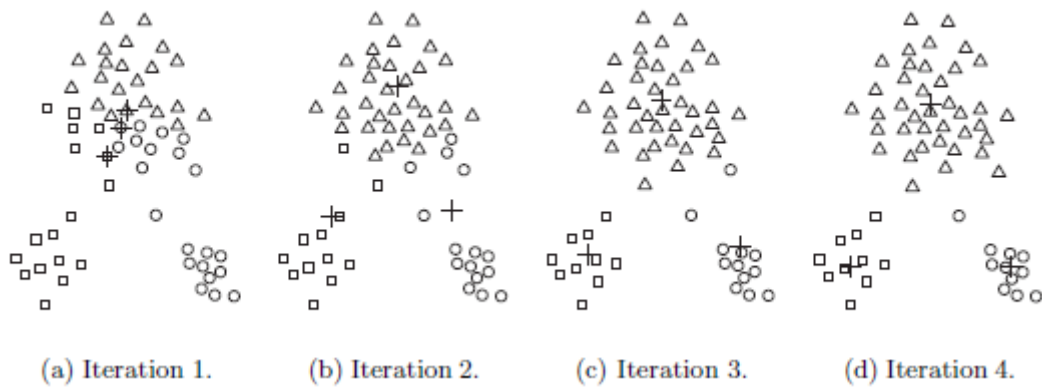 (a) Iteration 1.
(b) Iteration 2.
(c) Iteration 3.
(d) Iteration 4.